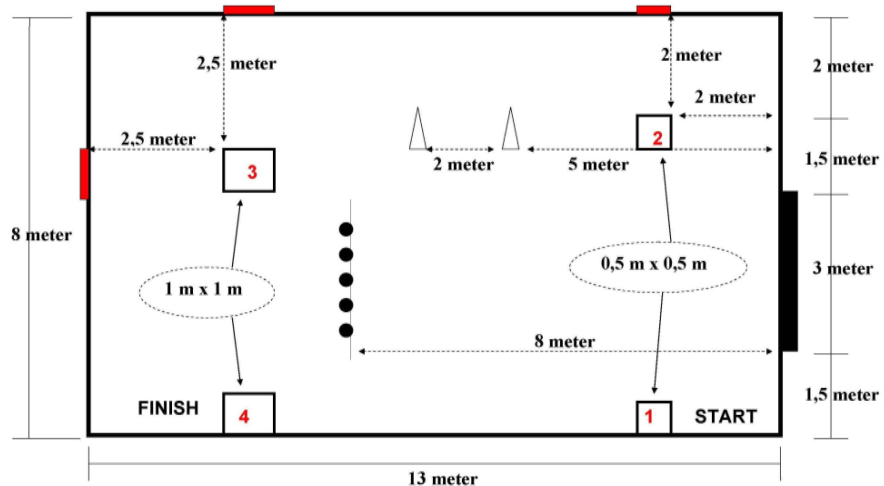 2,5 meter
2 meter
2 meter
2 meter
2,5 meter
2
3
2 meter
5 meter
1,5 meter
8 meter
1 m x 1 m
0,5 m x 0,5 m
3 meter
8 meter
FINISH
4
1
START
1,5 meter
13 meter